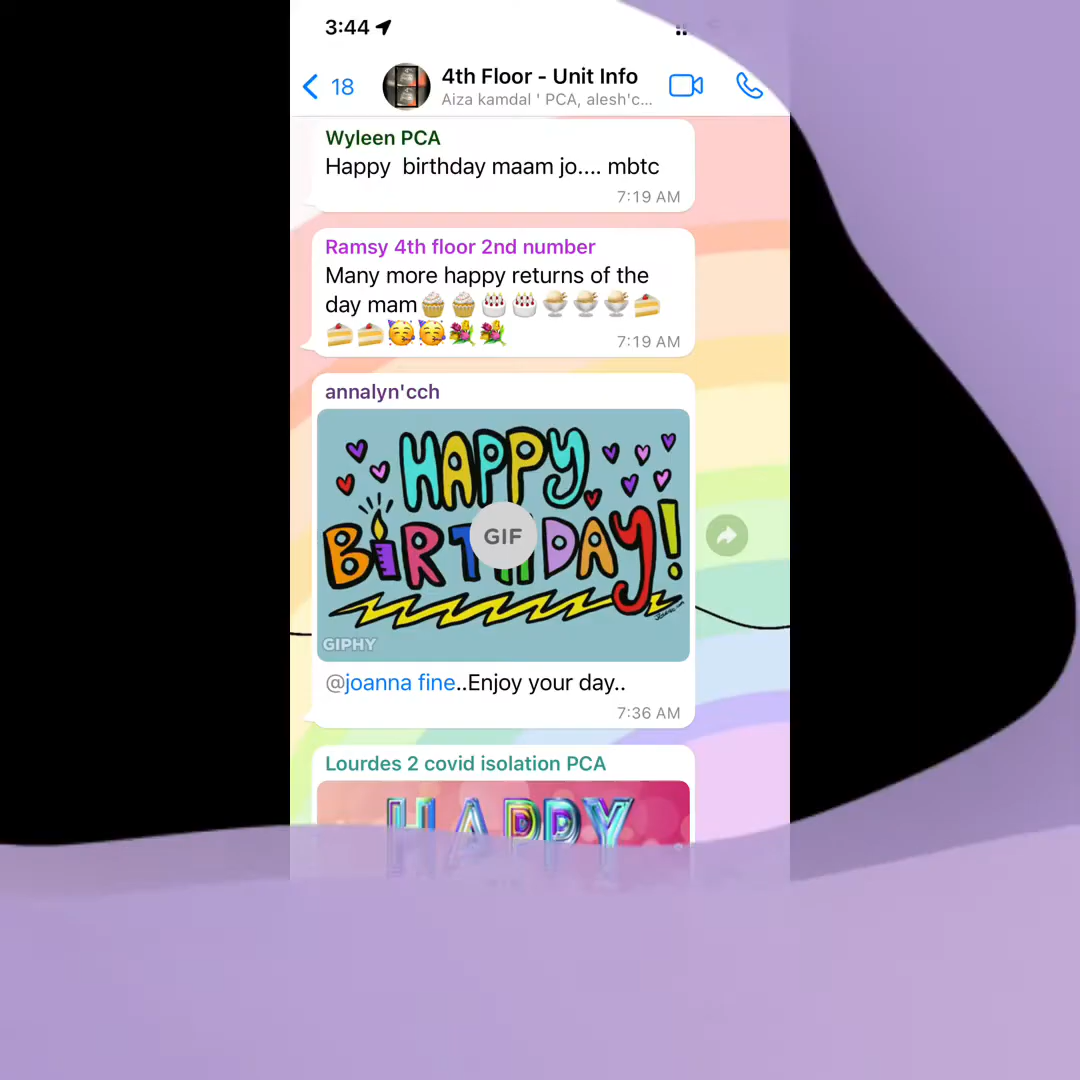 3:44
18
4th Floor - Unit Info
Aiza kamdal ' PCA, alesh'c...
Wyleen PCA
Happy birthday maam jo.... mbtc
7:19 AM
Ramsy 4th floor 2nd number
Many more happy returns of the
day mam🧁🧁🎂🎂🍨🍨🍨🍰
🍰🍰🥳🥳💐💐
7:19 AM
annalyn'cch
HAPPY
BIRTHDAY!
GIF
GIPHY
@joanna fine..Enjoy your day..
7:36 AM
Lourdes 2 covid isolation PCA
HAPPY